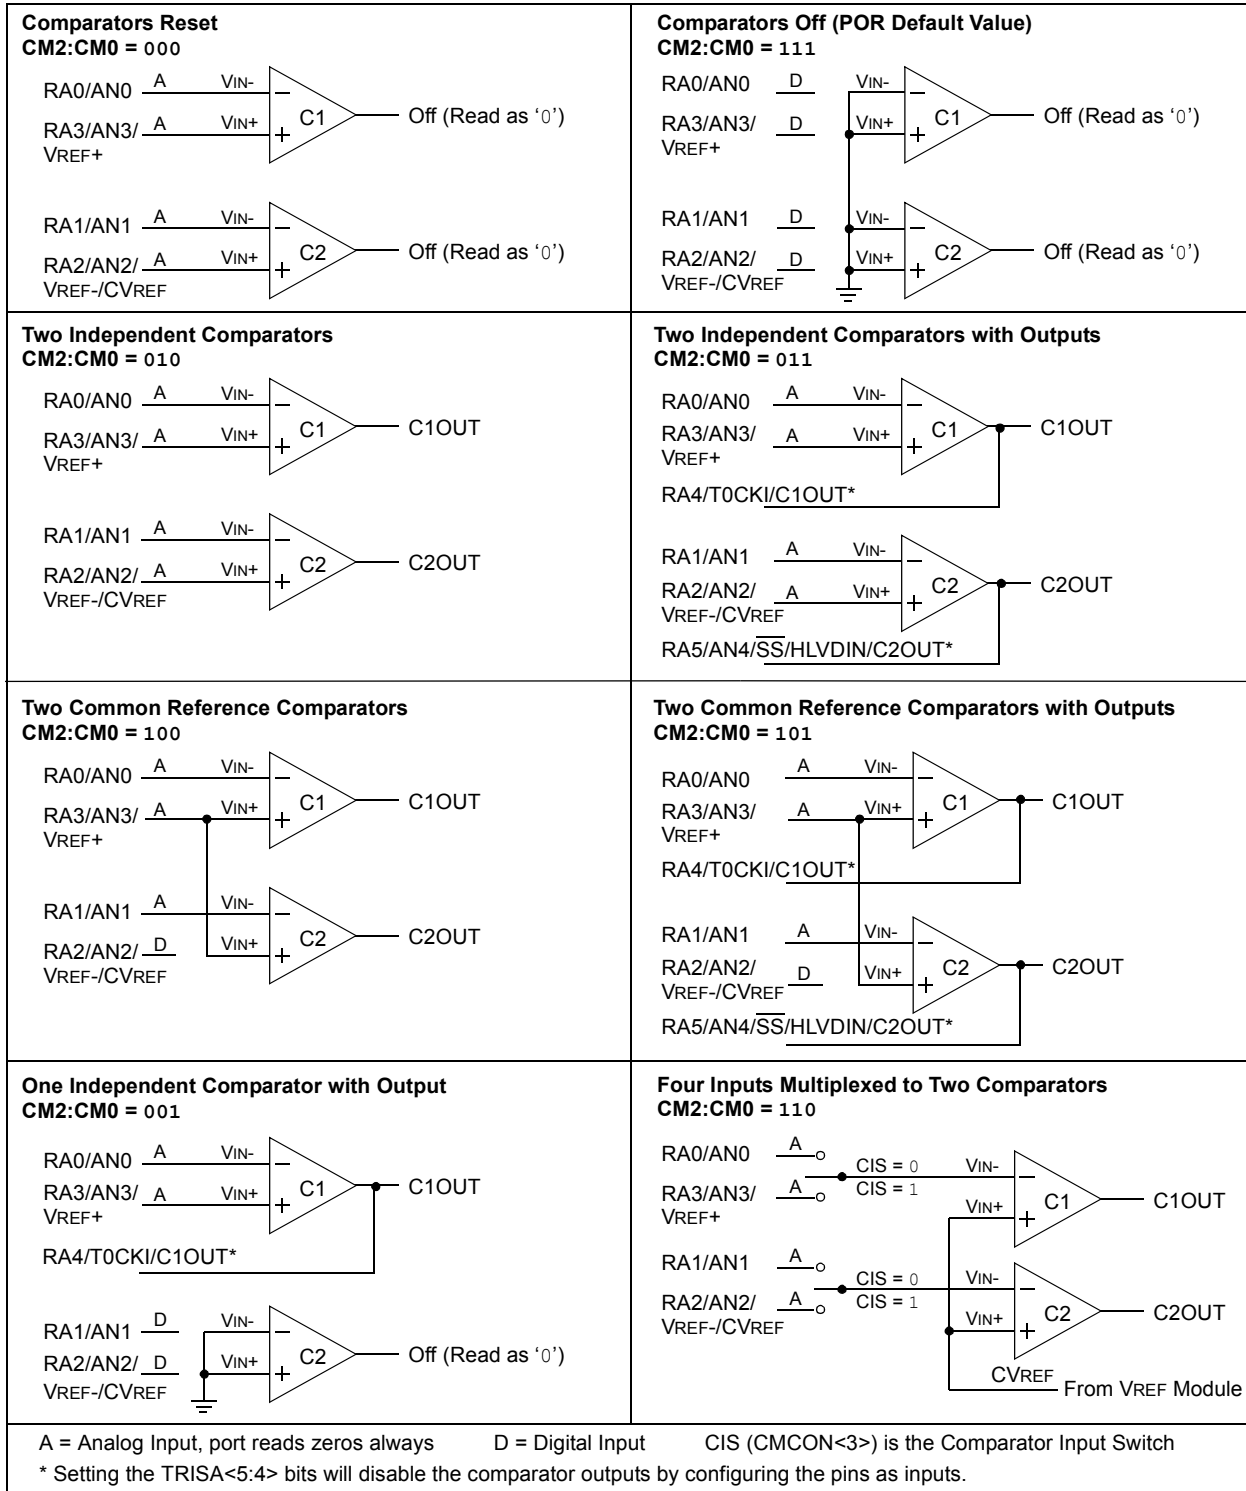 Comparators Reset
CM2:CM0 = 000
RA0/AN0 A VIN-
RA3/AN3/ A VIN+
VREF+
C1
Off (Read as ‘0’)
RA1/AN1 A VIN-
RA2/AN2/ A VIN+
VREF-/CVREF
C2
Off (Read as ‘0’)
Comparators Off (POR Default Value)
CM2:CM0 = 111
RA0/AN0 D VIN-
RA3/AN3/ D VIN+
VREF+
C1
Off (Read as ‘0’)
RA1/AN1 D VIN-
RA2/AN2/ D VIN+
VREF-/CVREF
C2
Off (Read as ‘0’)
Two Independent Comparators
CM2:CM0 = 010
RA0/AN0 A VIN-
RA3/AN3/ A VIN+
VREF+
C1
C1OUT
RA1/AN1 A VIN-
RA2/AN2/ A VIN+
VREF-/CVREF
C2
C2OUT
Two Independent Comparators with Outputs
CM2:CM0 = 011
RA0/AN0 A VIN-
RA3/AN3/ A VIN+
VREF+
C1
C1OUT
RA4/T0CKI/C1OUT*
RA1/AN1 A VIN-
RA2/AN2/ A VIN+
VREF-/CVREF
C2
C2OUT
RA5/AN4/SS/HLVDIN/C2OUT*
Two Common Reference Comparators
CM2:CM0 = 100
RA0/AN0 A VIN-
RA3/AN3/ A VIN+
VREF+
C1
C1OUT
RA1/AN1 A VIN-
RA2/AN2/ D VIN+
VREF-/CVREF
C2
C2OUT
Two Common Reference Comparators with Outputs
CM2:CM0 = 101
RA0/AN0 A VIN-
RA3/AN3/ A VIN+
VREF+
C1
C1OUT
RA4/T0CKI/C1OUT*
RA1/AN1 A VIN-
RA2/AN2/ D VIN+
VREF-/CVREF
C2
C2OUT
RA5/AN4/SS/HLVDIN/C2OUT*
One Independent Comparator with Output
CM2:CM0 = 001
RA0/AN0 A VIN-
RA3/AN3/ A VIN+
VREF+
C1
C1OUT
RA4/T0CKI/C1OUT*
RA1/AN1 D VIN-
RA2/AN2/ D VIN+
VREF-/CVREF
C2
Off (Read as ‘0’)
Four Inputs Multiplexed to Two Comparators
CM2:CM0 = 110
RA0/AN0 A
CIS = 0 VIN-
RA3/AN3/ A CIS = 1
VREF+
VIN+
C1
C1OUT
RA1/AN1 A
CIS = 0 VIN-
RA2/AN2/ A CIS = 1
VREF-/CVREF
VIN+
C2
C2OUT
CVREF
From VREF Module
A = Analog Input, port reads zeros always D = Digital Input CIS (CMCON<3>) is the Comparator Input Switch
* Setting the TRISA<5:4> bits will disable the comparator outputs by configuring the pins as inputs.